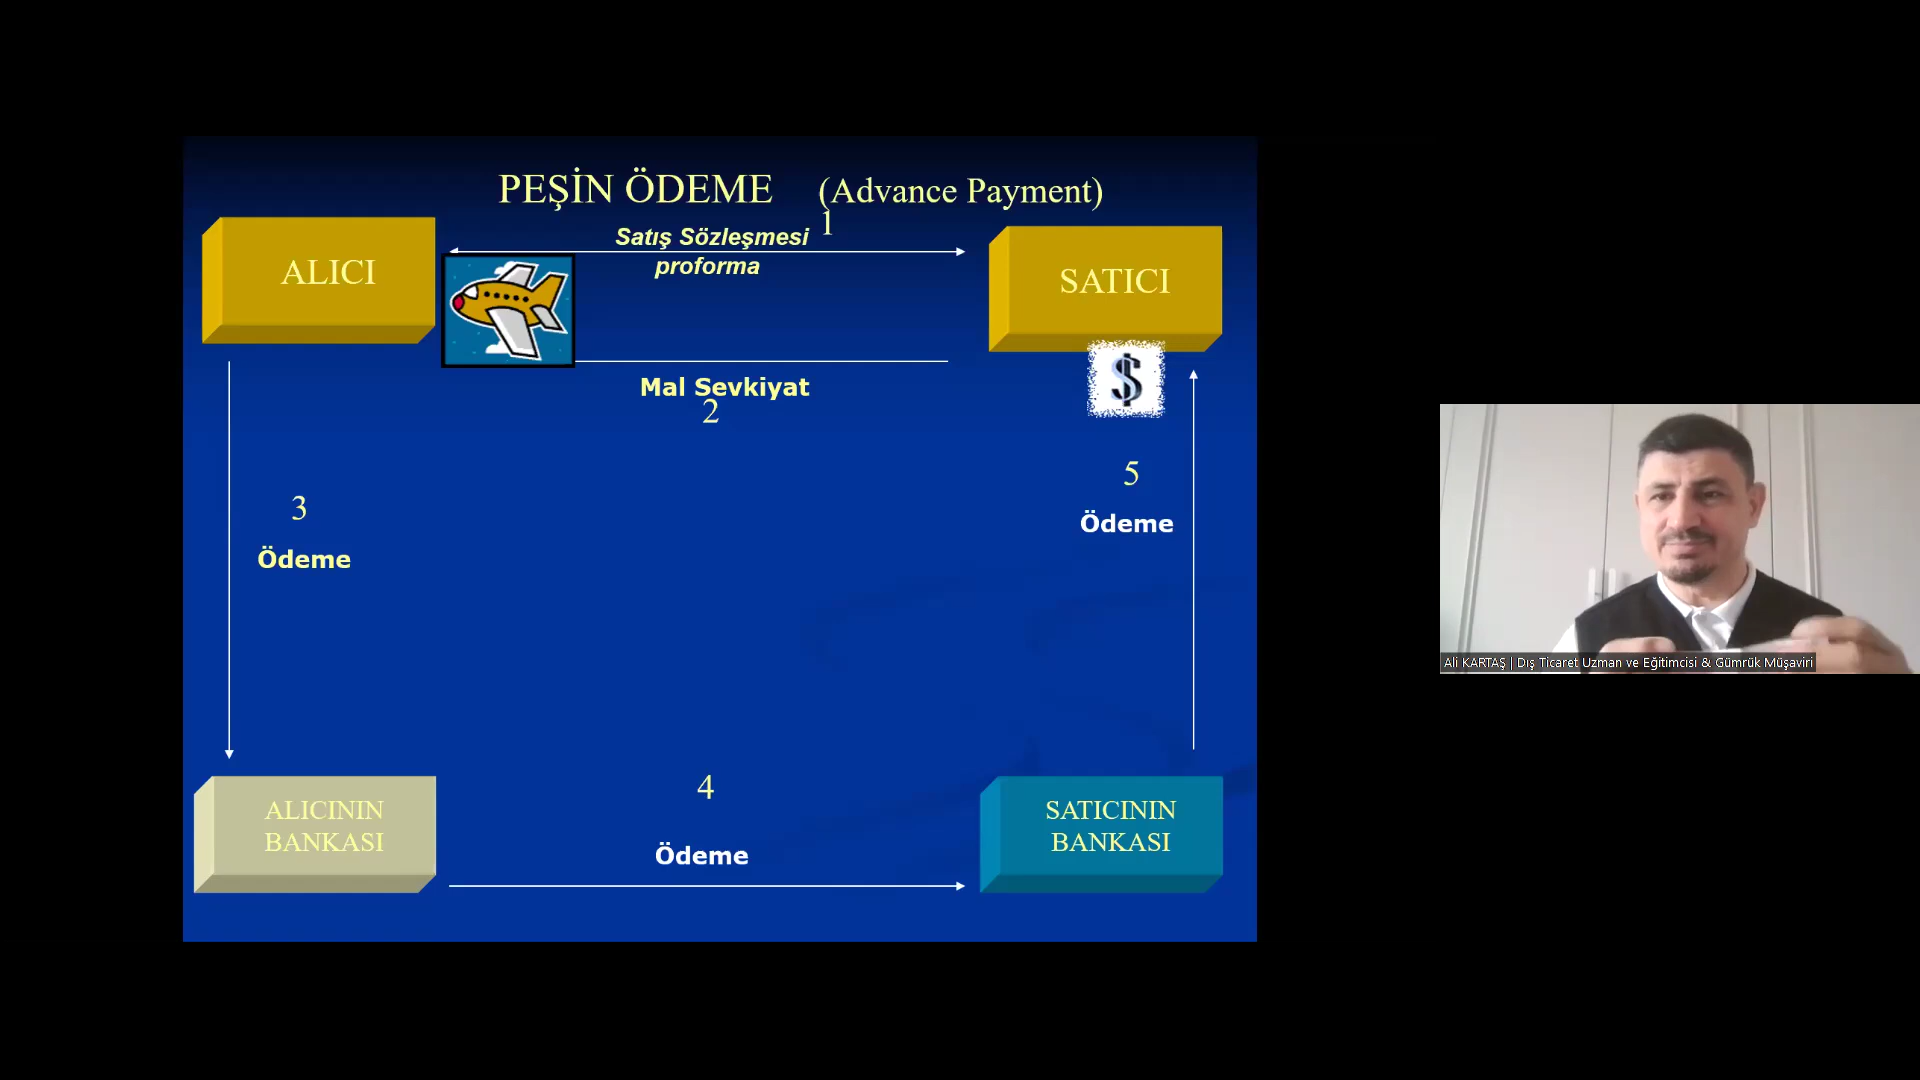 PEŞİN ÖDEME (Advance Payment)
1
Satış Sözleşmesi
proforma
ALICI
SATICI
$
Mal Sevkiyat
2
3
Ödeme
5
Ödeme
4
Ödeme
ALICININ
BANKASI
SATICININ
BANKASI
Ali KARTAŞ | Dış Ticaret Uzman ve Eğitimcisi & Gümrük Müşaviri